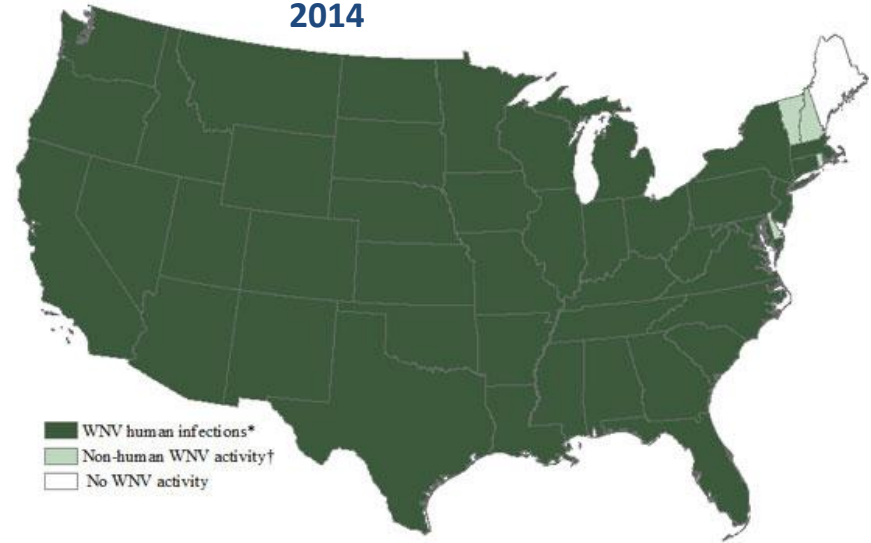 2014
WNV human infections*
Non-human WNV activity†
No WNV activity